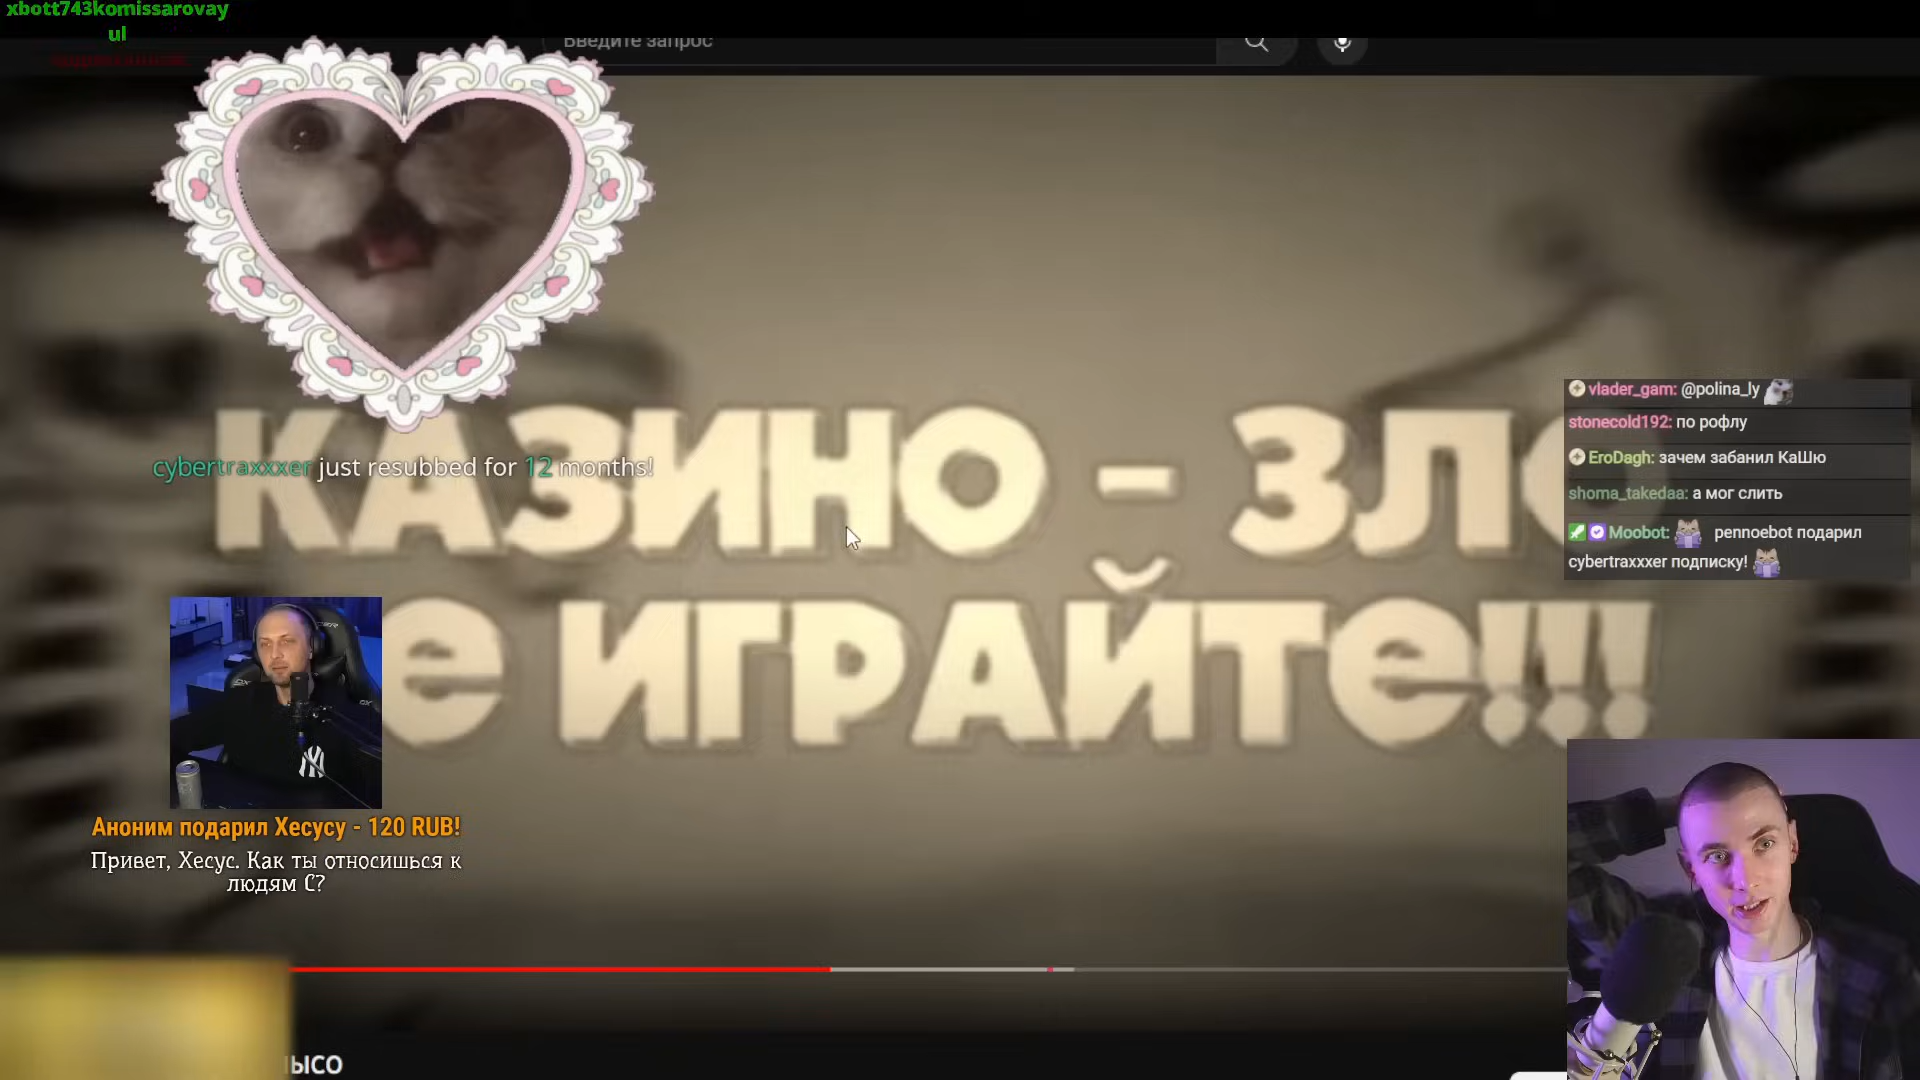 xbott743komissarovay
ul
Введите запрос
КАЗИНО - ЗЛО
cybertraxxxer just resubbed for 12 months!
е ИГРАЙТе!!!
vlader_gam: @polina_ly
stonecold192: по рофлу
EroDagh: зачем забанил КаШю
shoma_takedaa: а мог слить
Moobot: pennoebot подарил
cybertraxxxer подписку!
Аноним подарил Хесусу - 120 RUB!
Привет, Хесус. Как ты относишься к
людям С?
ЫСО